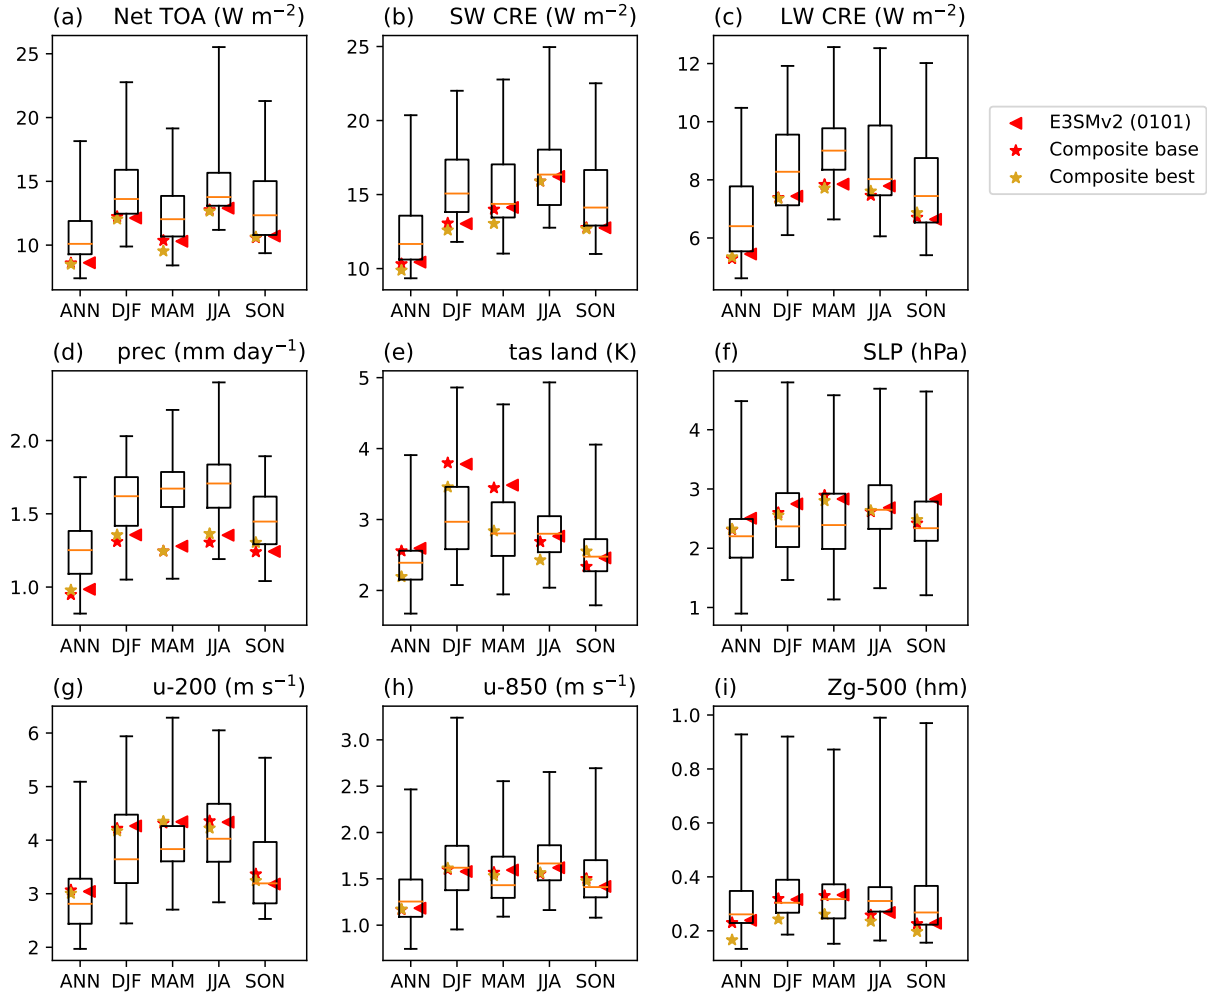 (a) Net TOA (W m⁻²)
(b) SW CRE (W m⁻²)
(c) LW CRE (W m⁻²)
25
20
15
10
ANN DJF MAM JJA SON
25
20
15
10
ANN DJF MAM JJA SON
12
10
8
6
ANN DJF MAM JJA SON
E3SMv2 (0101)
Composite base
Composite best
(d) prec (mm day⁻¹)
(e) tas land (K)
(f) SLP (hPa)
2.0
1.5
1.0
ANN DJF MAM JJA SON
5
4
3
2
ANN DJF MAM JJA SON
4
3
2
1
ANN DJF MAM JJA SON
(g) u-200 (m s⁻¹)
(h) u-850 (m s⁻¹)
(i) Zg-500 (hm)
6
5
4
3
2
ANN DJF MAM JJA SON
3.0
2.5
2.0
1.5
1.0
ANN DJF MAM JJA SON
1.0
0.8
0.6
0.4
0.2
ANN DJF MAM JJA SON